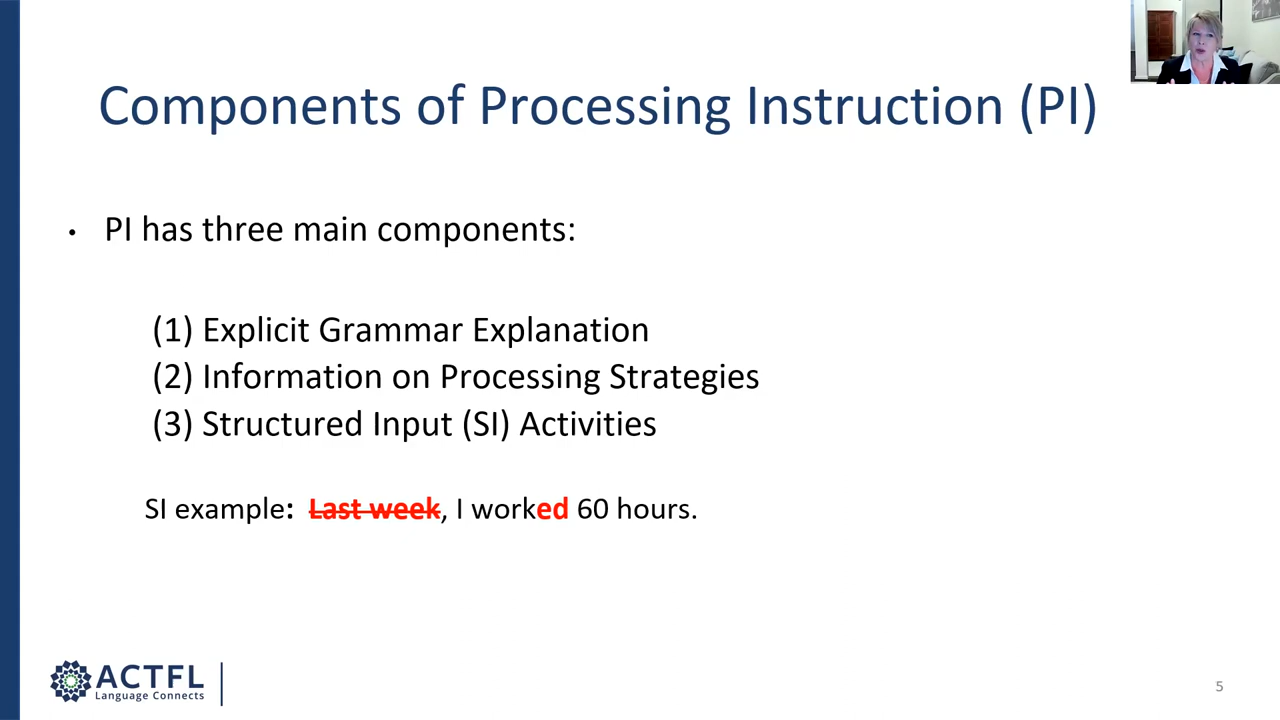 Components of Processing Instruction (PI)
• PI has three main components:
(1) Explicit Grammar Explanation
(2) Information on Processing Strategies
(3) Structured Input (SI) Activities
SI example: Last week, I worked 60 hours.
ACTFL
Language Connects
5